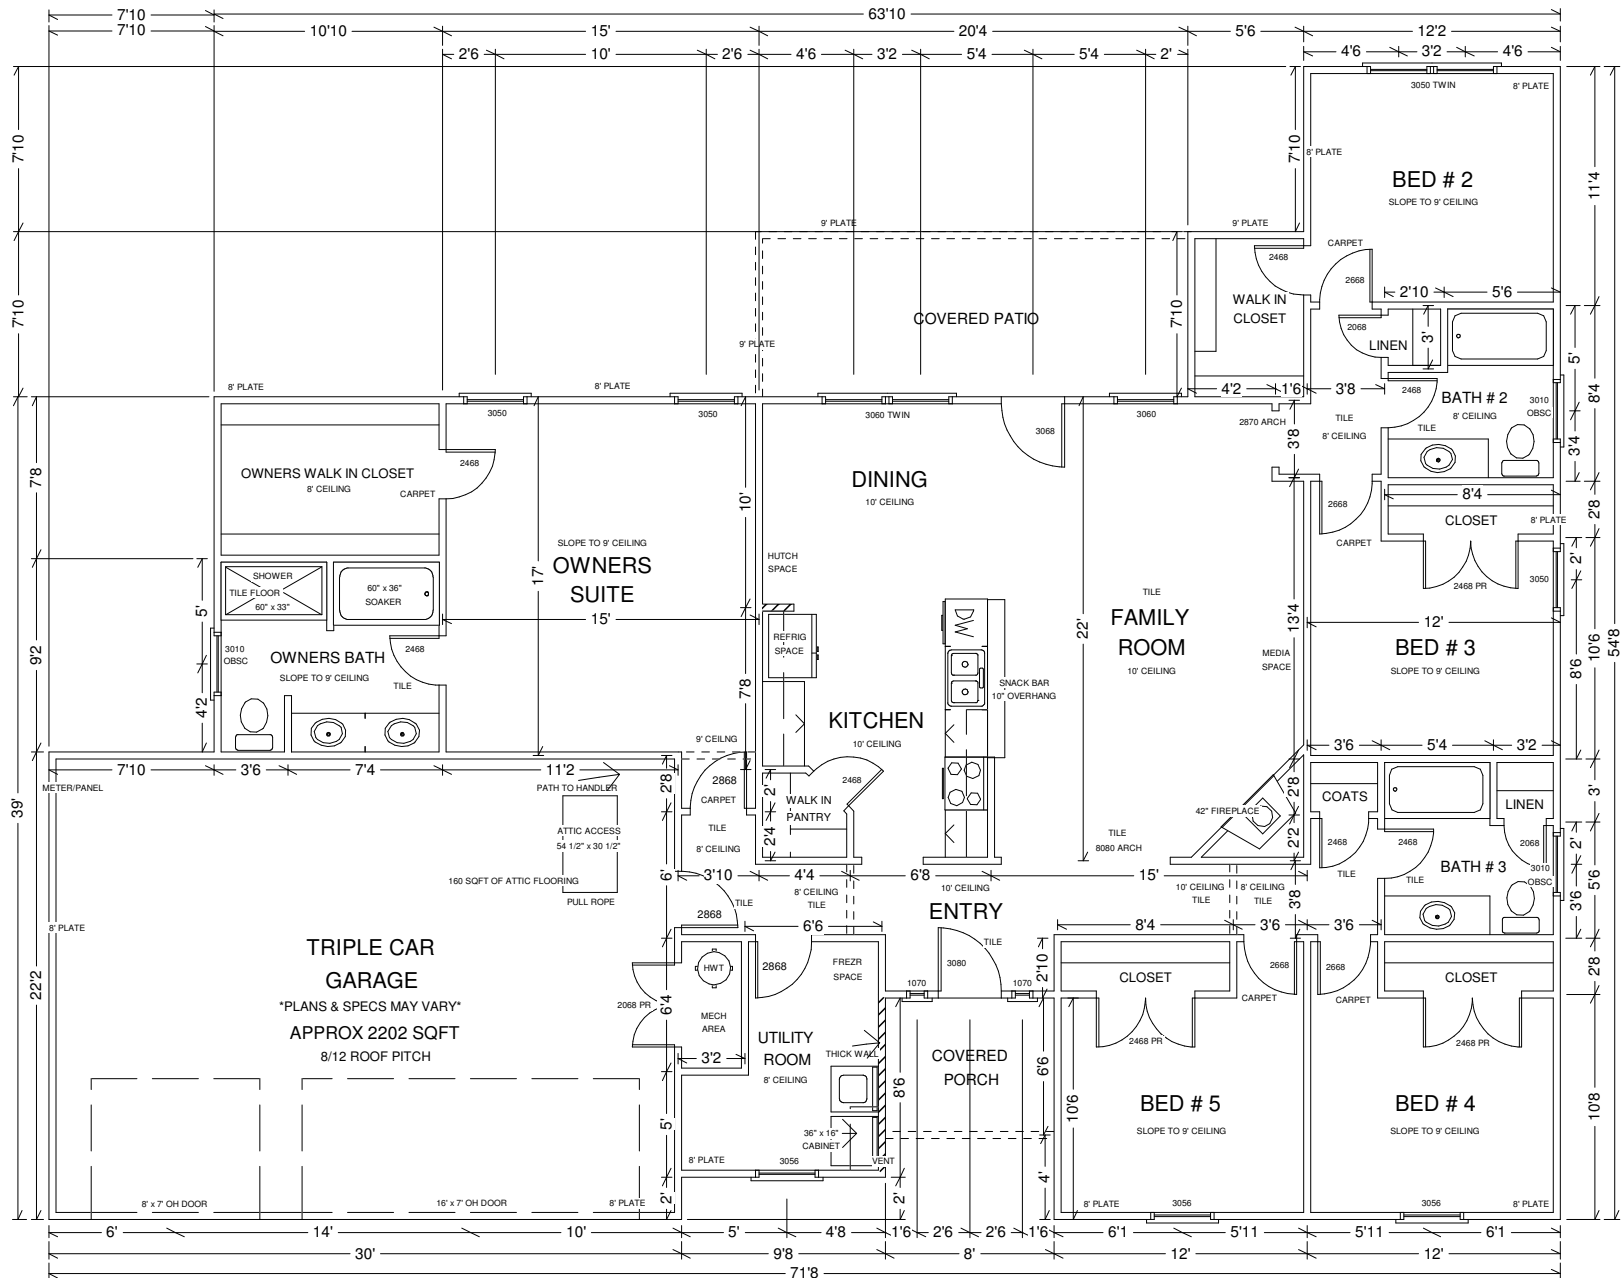 7'10
63'10
7'10
10'10
15'
20'4
5'6
12'2
2'6
10'
2'6
4'6
3'2
5'4
5'4
2'
4'6
3'2
4'6
3050 TWIN
8' PLATE
7'10
7'10
8' PLATE
BED # 2
SLOPE TO 9' CEILING
11'4
9' PLATE
9' PLATE
CARPET
2468
2668
2'10
5'6
7'10
COVERED PATIO
7'10
WALK IN
CLOSET
2068
LINEN
3'
5'
9' PLATE
8' PLATE
8' PLATE
4'2
1'6
3'8
2468
BATH # 2
8' CEILING
3010
OBSC
8'4
3050
3050
3060 TWIN
3068
3060
2870 ARCH
3'8
TILE
8' CEILING
TILE
3'4
7'8
OWNERS WALK IN CLOSET
8' CEILING
2468
CARPET
10'
DINING
10' CEILING
2668
8'4
CLOSET
8' PLATE
2'8
SLOPE TO 9' CEILING
OWNERS
SUITE
17'
15'
HUTCH
SPACE
CARPET
2468 PR
3050
2'
SHOWER
TILE FLOOR
60" x 33"
60" x 36"
SOAKER
5'
9'2
3010
OBSC
OWNERS BATH
SLOPE TO 9' CEILING
2468
TILE
4'2
REFRIG
SPACE
DW
22'
TILE
FAMILY
ROOM
10' CEILING
13'4
MEDIA
SPACE
12'
BED # 3
SLOPE TO 9' CEILING
8'6
10'6
54'8
7'8
SNACK BAR
10" OVERHANG
KITCHEN
10' CEILING
9' CEILNG
3'6
5'4
3'2
7'10
3'6
7'4
11'2
METER/PANEL
PATH TO HANDLER
2'8
2868
CARPET
2'
2468
WALK IN
PANTRY
2'4
42" FIREPLACE
2'8
2'2
COATS
LINEN
3'
39'
ATTIC ACCESS
54 1/2" x 30 1/2"
TILE
8' CEILING
TILE
8080 ARCH
2468
2468
2068
2'
160 SQFT OF ATTIC FLOORING
PULL ROPE
6'
3'10
4'4
6'8
15'
TILE
TILE
BATH # 3
3010
OBSC
5'6
3'6
8' CEILING
TILE
10' CEILING
10' CEILING
TILE
8' CEILING
TILE
3'8
8' PLATE
2868
TILE
6'6
ENTRY
8'4
3'6
3'6
TRIPLE CAR
GARAGE
*PLANS & SPECS MAY VARY*
APPROX 2202 SQFT
8/12 ROOF PITCH
22'2
2068 PR
6'4
HWT
MECH
AREA
3'2
2868
FREZR
SPACE
TILE
3080
1070
1070
2'10
CLOSET
2668
CARPET
2668
CARPET
CLOSET
2'8
UTILITY
ROOM
8' CEILING
THICK WALL
COVERED
PORCH
6'6
2468 PR
2468 PR
8'6
10'6
BED # 5
SLOPE TO 9' CEILING
BED # 4
SLOPE TO 9' CEILING
10'8
5'
36" x 16"
CABINET
VENT
8' PLATE
3056
4'
8' x 7' OH DOOR
16' x 7' OH DOOR
8' PLATE
2'
2'
8' PLATE
3056
3056
8' PLATE
6'
14'
10'
5'
4'8
1'6
2'6
2'6
1'6
6'1
5'11
5'11
6'1
30'
9'8
8'
12'
12'
71'8